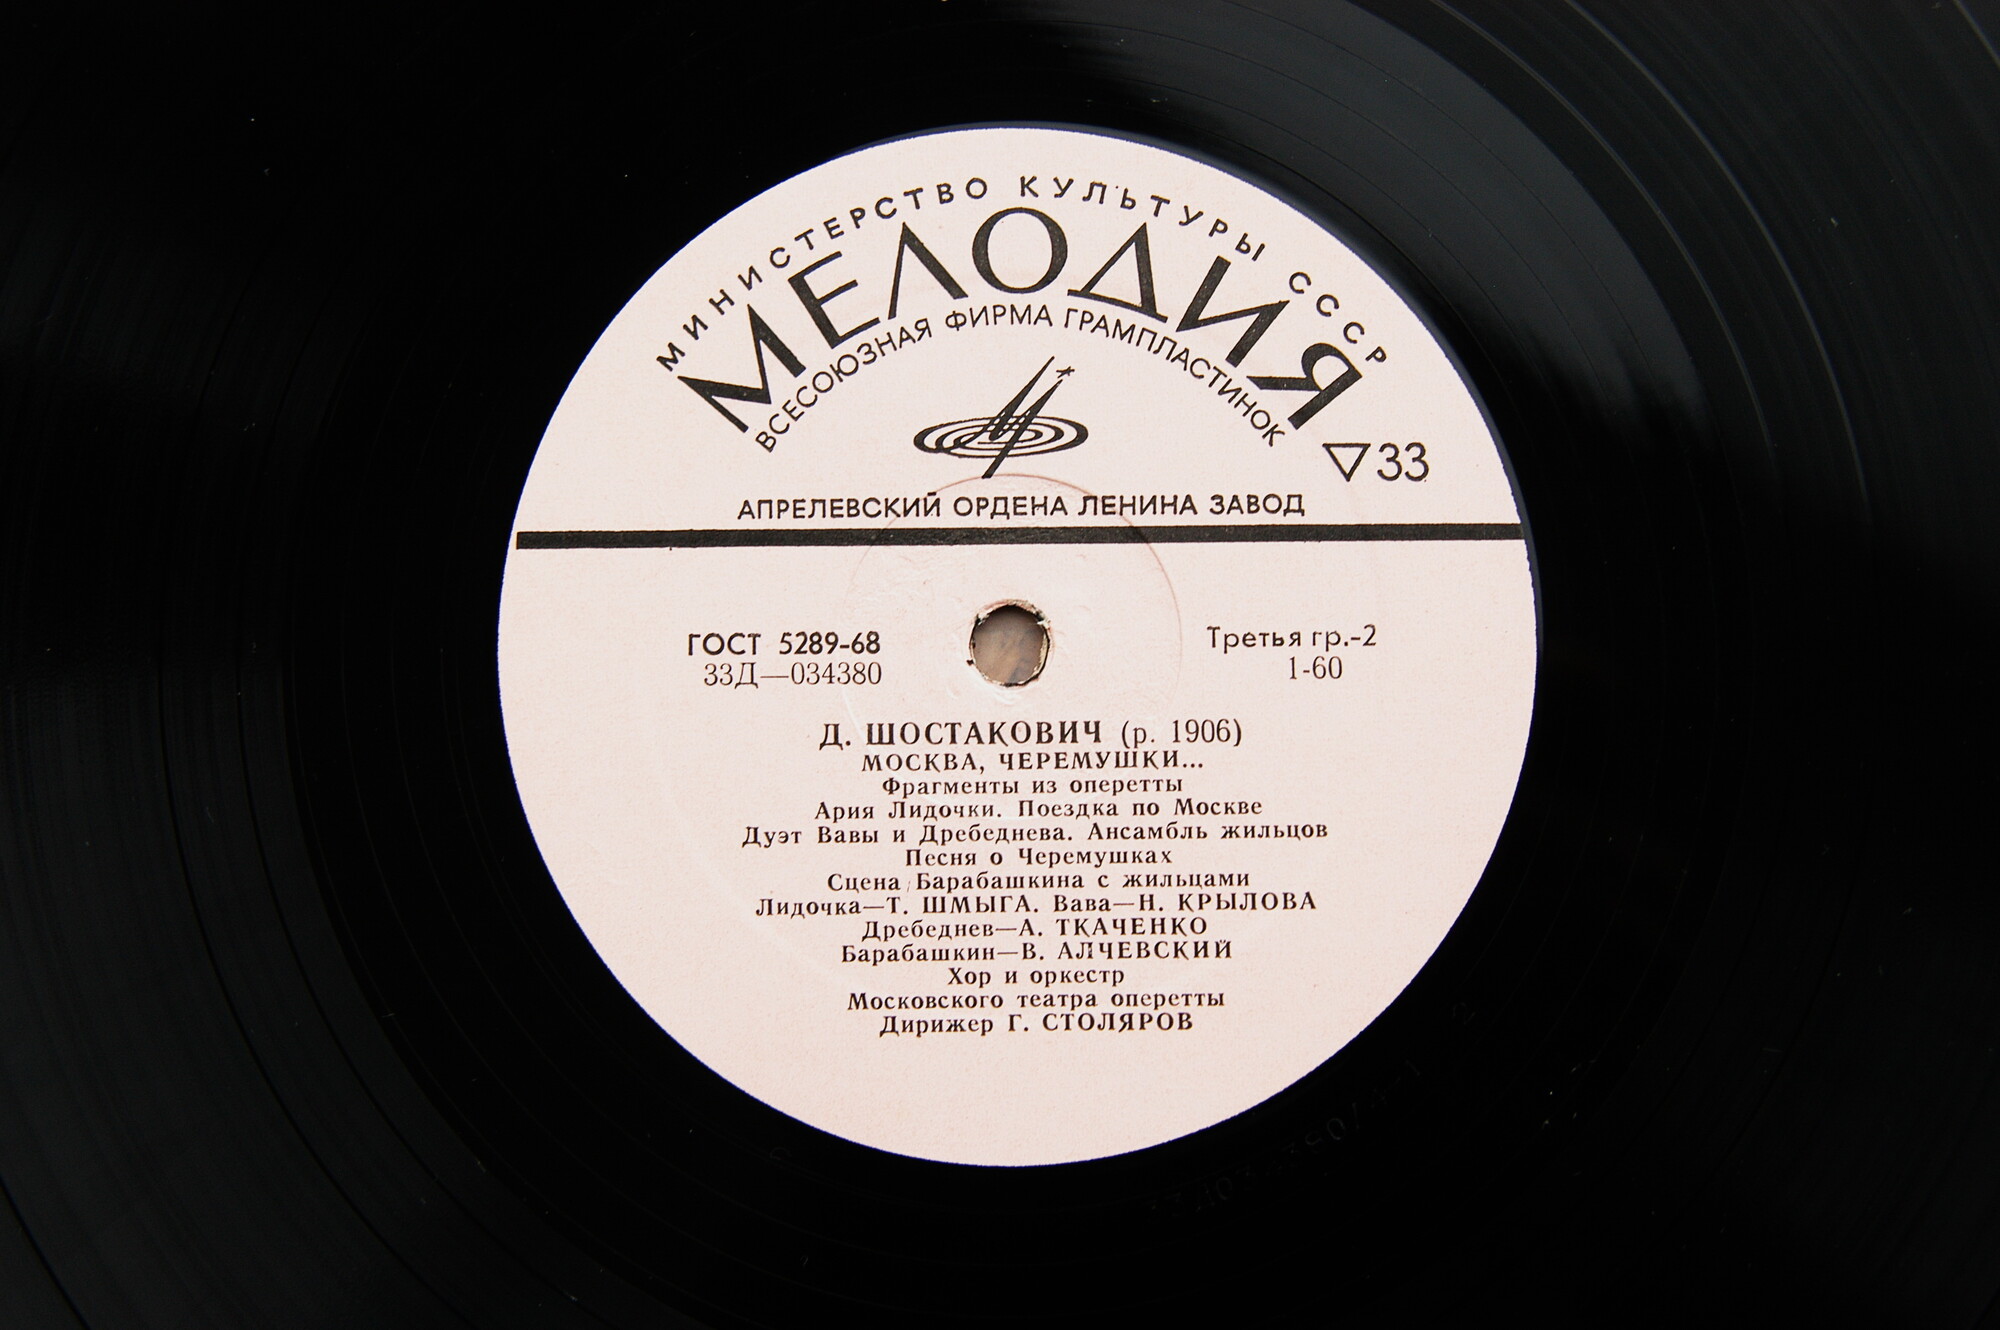 МИНИСТЕРСТВО КУЛЬТУРЫ СССР
МЕЛОДИЯ
ВСЕСОЮЗНАЯ ФИРМА ГРАМПЛАСТИНОК
33
АПРЕЛЕВСКИЙ ОРДЕНА ЛЕНИНА ЗАВОД
ГОСТ 5289-68
33Д—034380
Третья гр.-2
1-60
Д. ШОСТАКОВИЧ (р. 1906)
МОСКВА, ЧЕРЕМУШКИ...
Фрагменты из оперетты
Ария Лидочки. Поездка по Москве
Дуэт Вавы и Дребеднева. Ансамбль жильцов
Песня о Черемушках
Сцена Барабашкина с жильцами
Лидочка—Т. ШМЫГА. Вава—Н. КРЫЛОВА
Дребеднев—А. ТКАЧЕНКО
Барабашкин—В. АЛЧЕВСКИЙ
Хор и оркестр
Московского театра оперетты
Дирижер Г. СТОЛЯРОВ